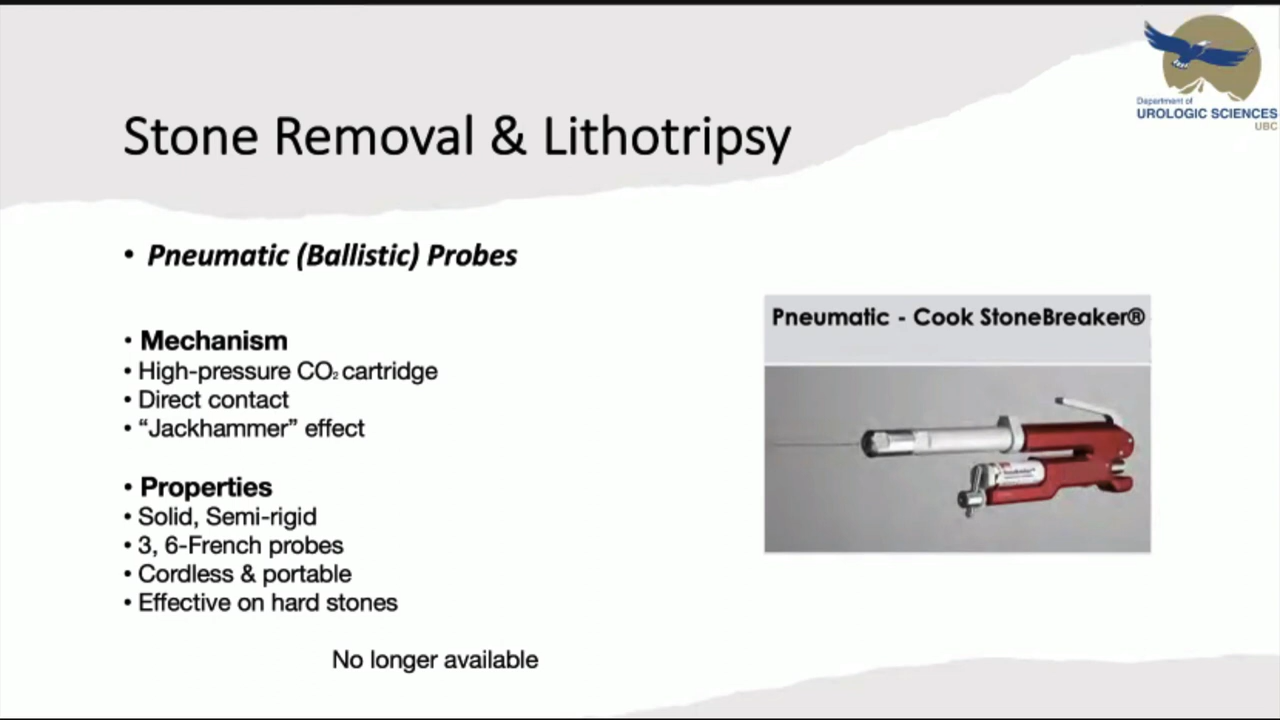 Department of
UROLOGIC SCIENCES
UBC
Stone Removal & Lithotripsy
• Pneumatic (Ballistic) Probes
• Mechanism
• High-pressure CO₂ cartridge
• Direct contact
• “Jackhammer” effect
• Properties
• Solid, Semi-rigid
• 3, 6-French probes
• Cordless & portable
• Effective on hard stones
No longer available
Pneumatic - Cook StoneBreaker®